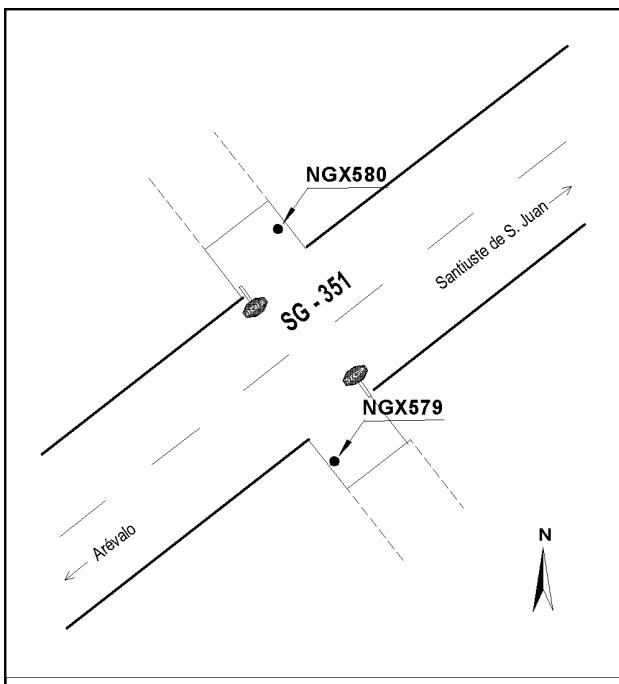 NGX580
Santiuste de S. Juan
SG - 351
NGX579
Arévalo
N